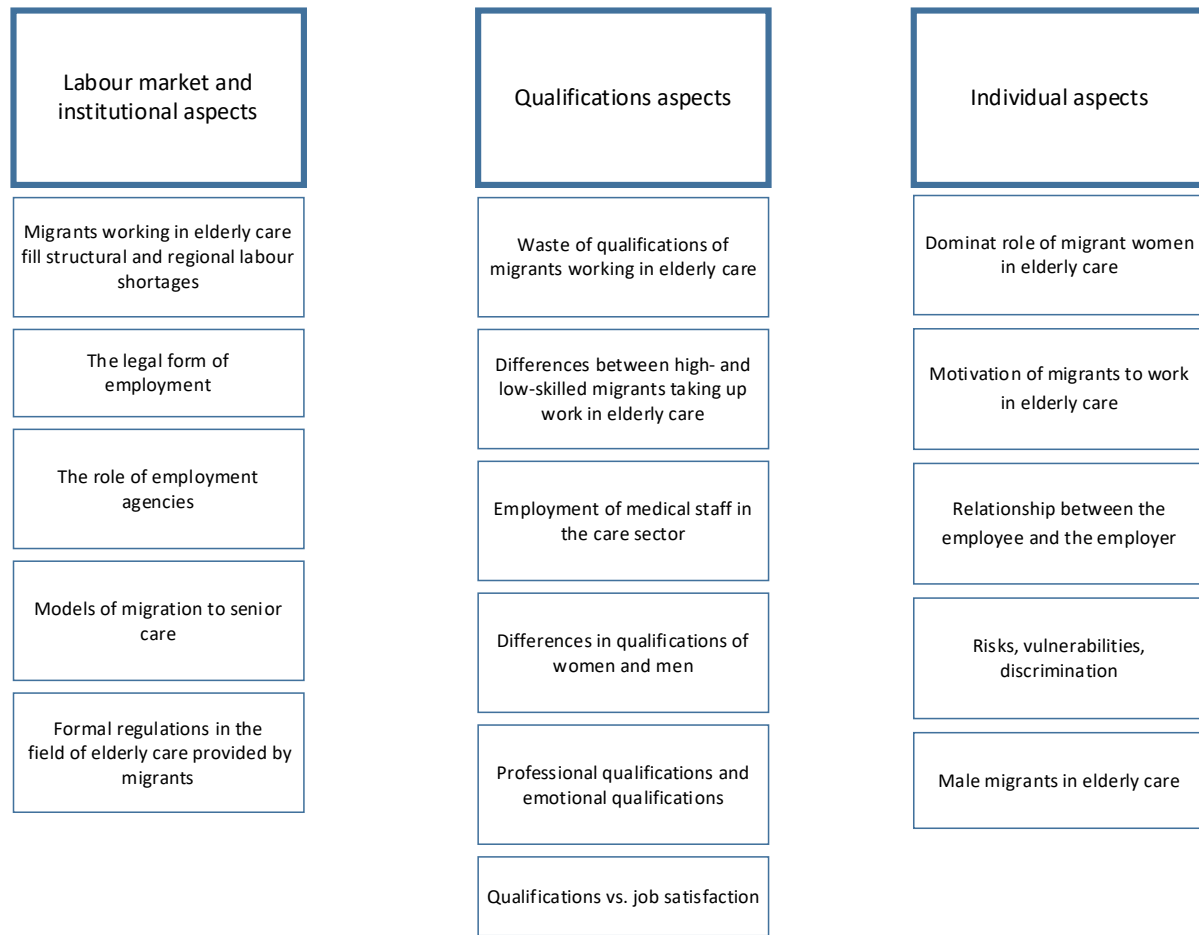 Labour market and
institutional aspects
Migrants working in elderly care
fill structural and regional labour
shortages
The legal form of
employment
The role of employment
agencies
Models of migration to senior
care
Formal regulations in the
field of elderly care provided by
migrants
Qualifications aspects
Waste of qualifications of
migrants working in elderly care
Differences between high- and
low-skilled migrants taking up
work in elderly care
Employment of medical staff in
the care sector
Differences in qualifications of
women and men
Professional qualifications and
emotional qualifications
Qualifications vs. job satisfaction
Individual aspects
Dominat role of migrant women
in elderly care
Motivation of migrants to work
in elderly care
Relationship between the
employee and the employer
Risks, vulnerabilities,
discrimination
Male migrants in elderly care